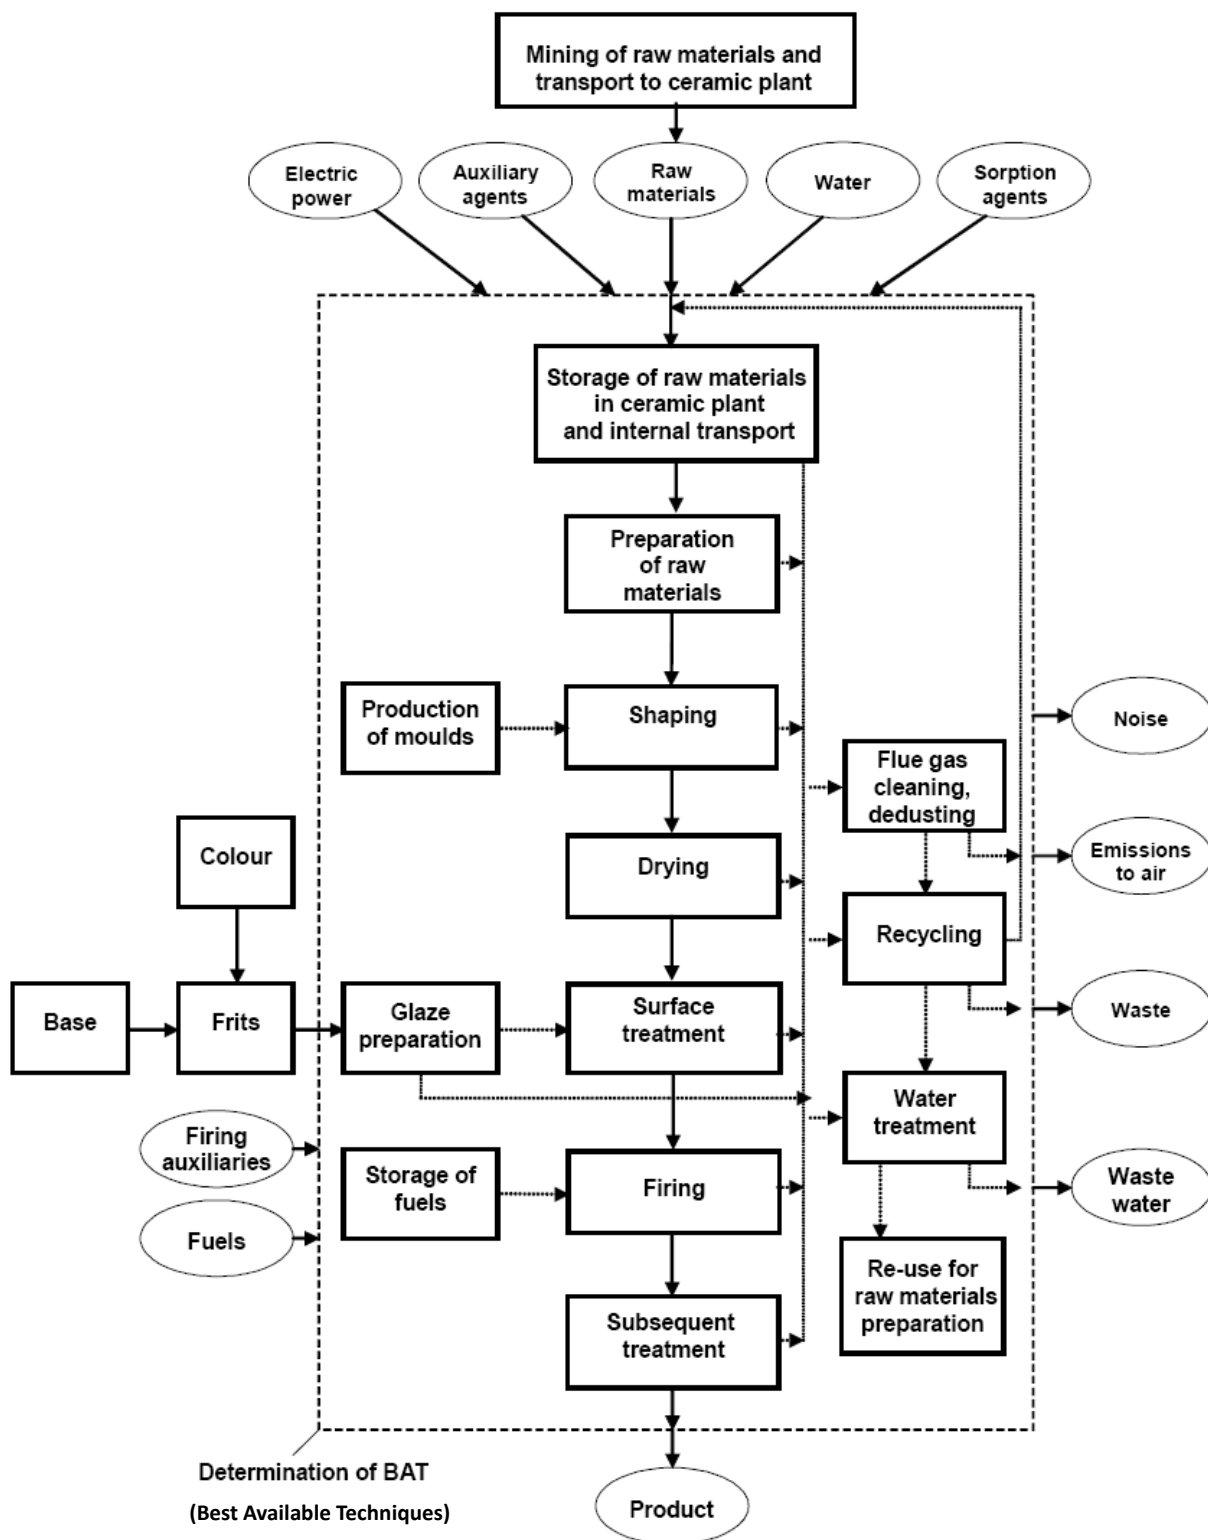 Mining of raw materials and
transport to ceramic plant
Electric
power
Auxiliary
agents
Raw
materials
Water
Sorption
agents
Storage of raw materials
in ceramic plant
and internal transport
Preparation
of raw
materials
Production
of moulds
Shaping
Noise
Flue gas
cleaning,
dedusting
Colour
Drying
Emissions
to air
Recycling
Base
Frits
Glaze
preparation
Surface
treatment
Waste
Water
treatment
Firing
auxiliaries
Storage of
fuels
Firing
Waste
water
Fuels
Re-use for
raw materials
preparation
Subsequent
treatment
Determination of BAT
(Best Available Techniques)
Product